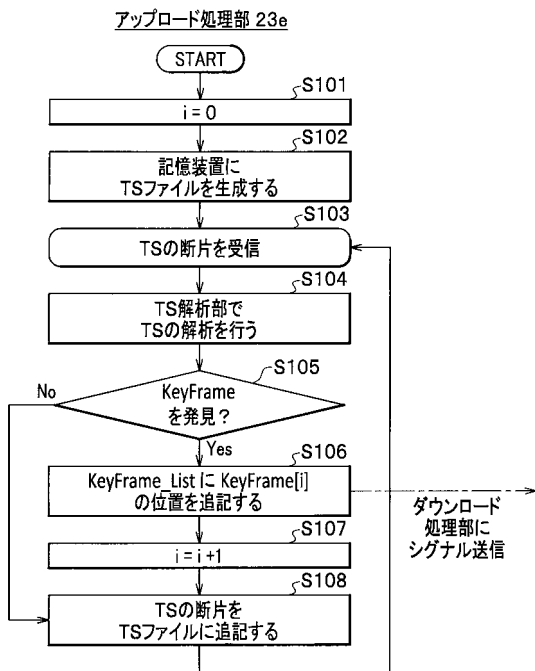 アップロード処理部 23e
START
S101
i = 0
S102
記憶装置に
TSファイルを生成する
S103
TSの断片を受信
S104
TS解析部で
TSの解析を行う
S105
KeyFrame
を発見?
No
Yes
S106
KeyFrame_List に KeyFrame[i]
の位置を追記する
ダウンロード
処理部に
シグナル送信
S107
i = i +1
S108
TSの断片を
TSファイルに追記する